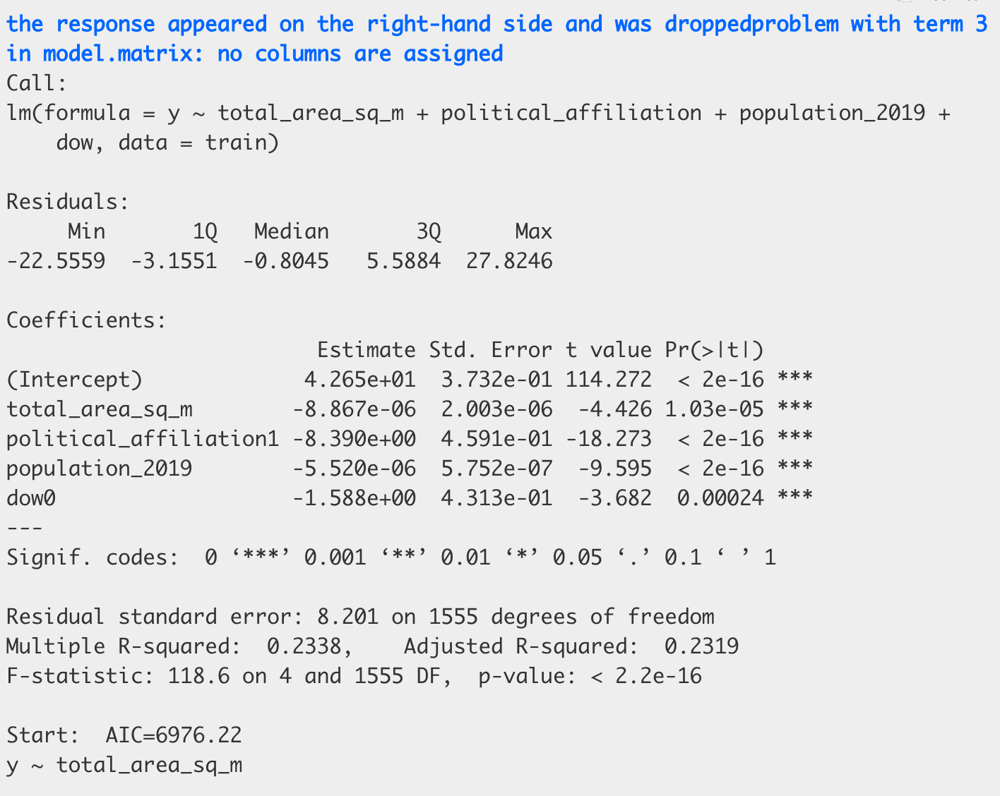 the response appeared on the right-hand side and was droppedproblem with term 3
in model.matrix: no columns are assigned
Call:
lm(formula = y ~ total_area_sq_m + political_affiliation + population_2019 +
    dow, data = train)

Residuals:
     Min       1Q   Median       3Q      Max
-22.5559  -3.1551  -0.8045   5.5884  27.8246

Coefficients:
                         Estimate Std. Error t value Pr(>|t|)
(Intercept)             4.265e+01  3.732e-01 114.272  < 2e-16 ***
total_area_sq_m        -8.867e-06  2.003e-06  -4.426 1.03e-05 ***
political_affiliation1 -8.390e+00  4.591e-01 -18.273  < 2e-16 ***
population_2019        -5.520e-06  5.752e-07  -9.595  < 2e-16 ***
dow0                   -1.588e+00  4.313e-01  -3.682  0.00024 ***
---
Signif. codes:  0 ‘***’ 0.001 ‘**’ 0.01 ‘*’ 0.05 ‘.’ 0.1 ‘ ’ 1

Residual standard error: 8.201 on 1555 degrees of freedom
Multiple R-squared:  0.2338,    Adjusted R-squared:  0.2319
F-statistic: 118.6 on 4 and 1555 DF,  p-value: < 2.2e-16

Start:  AIC=6976.22
y ~ total_area_sq_m